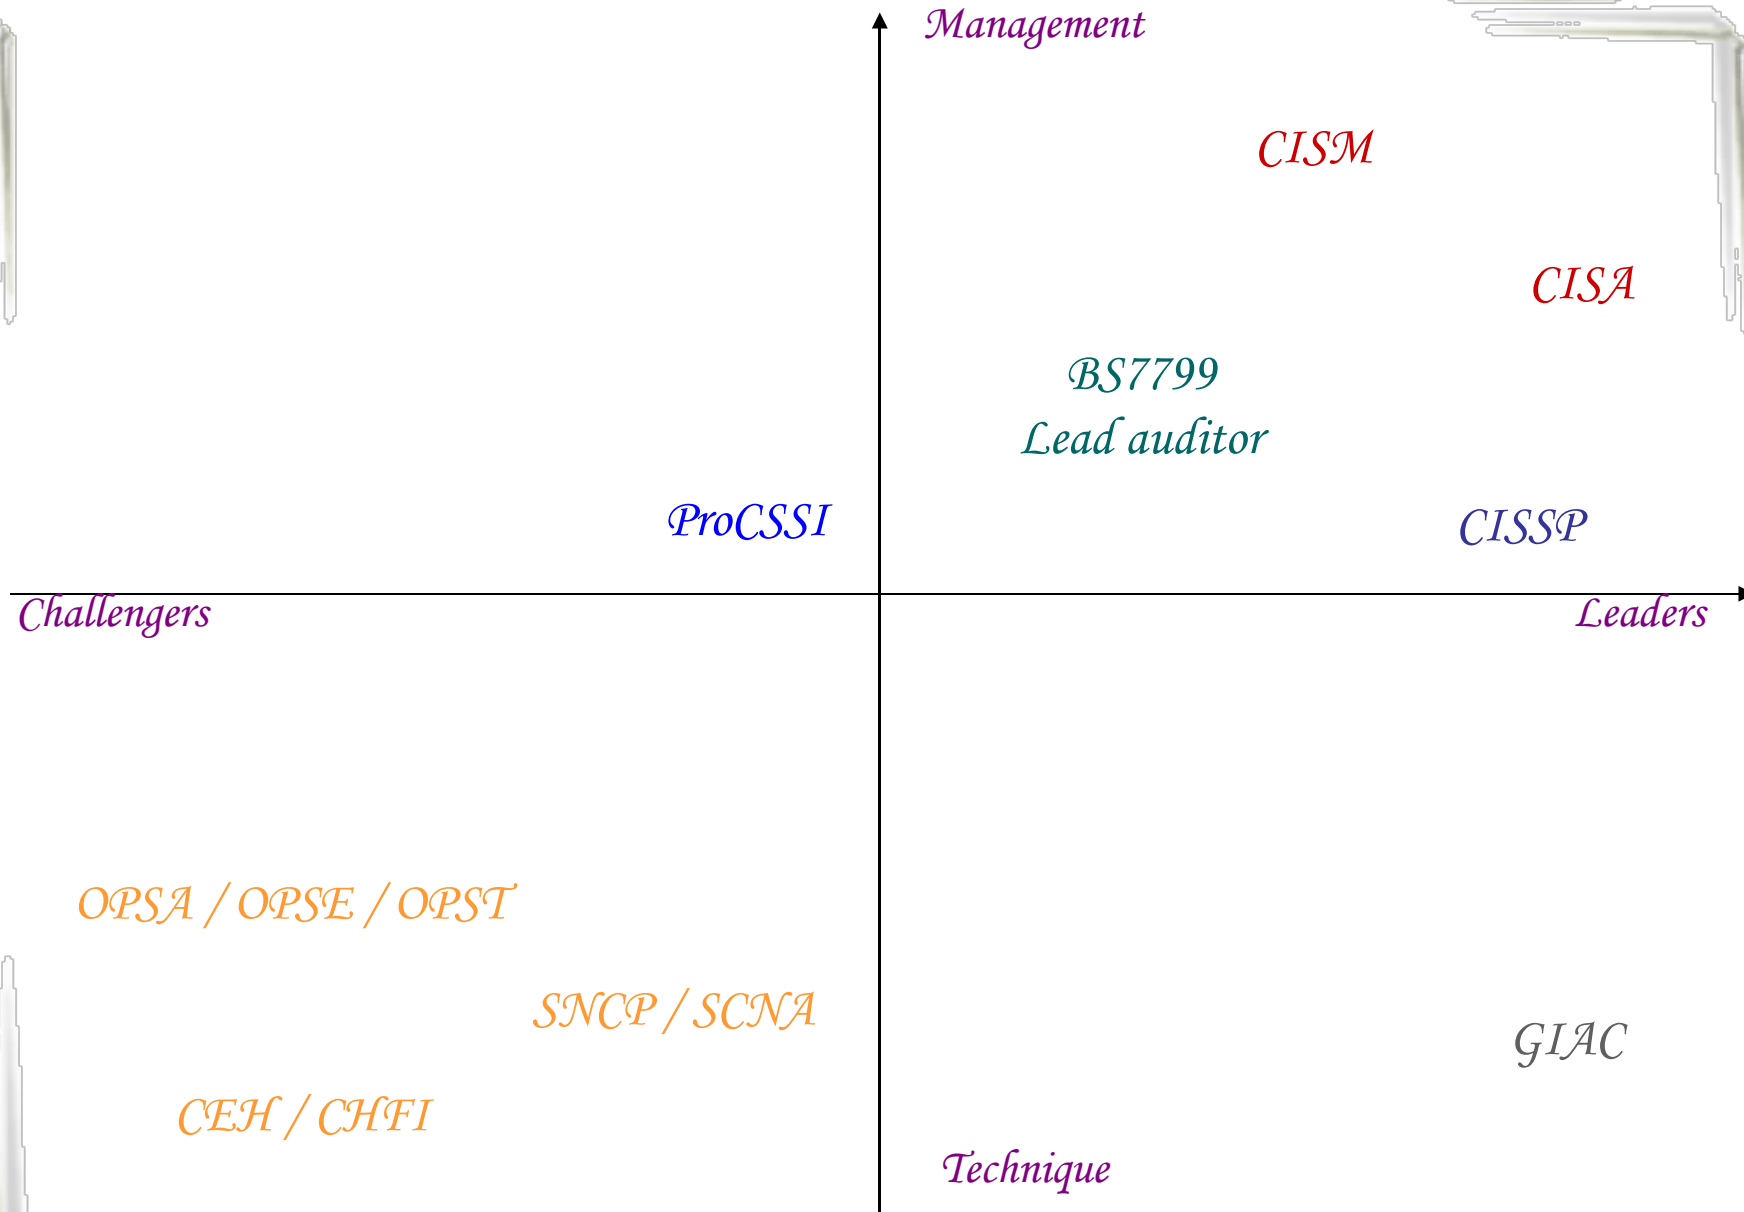 Management
CISM
CISA
BS7799
Lead auditor
ProCSSI
CISSP
Challengers
Leaders
OPSA / OPSE / OPST
SNCP / SCNA
GIAC
CEH / CHFI
Technique